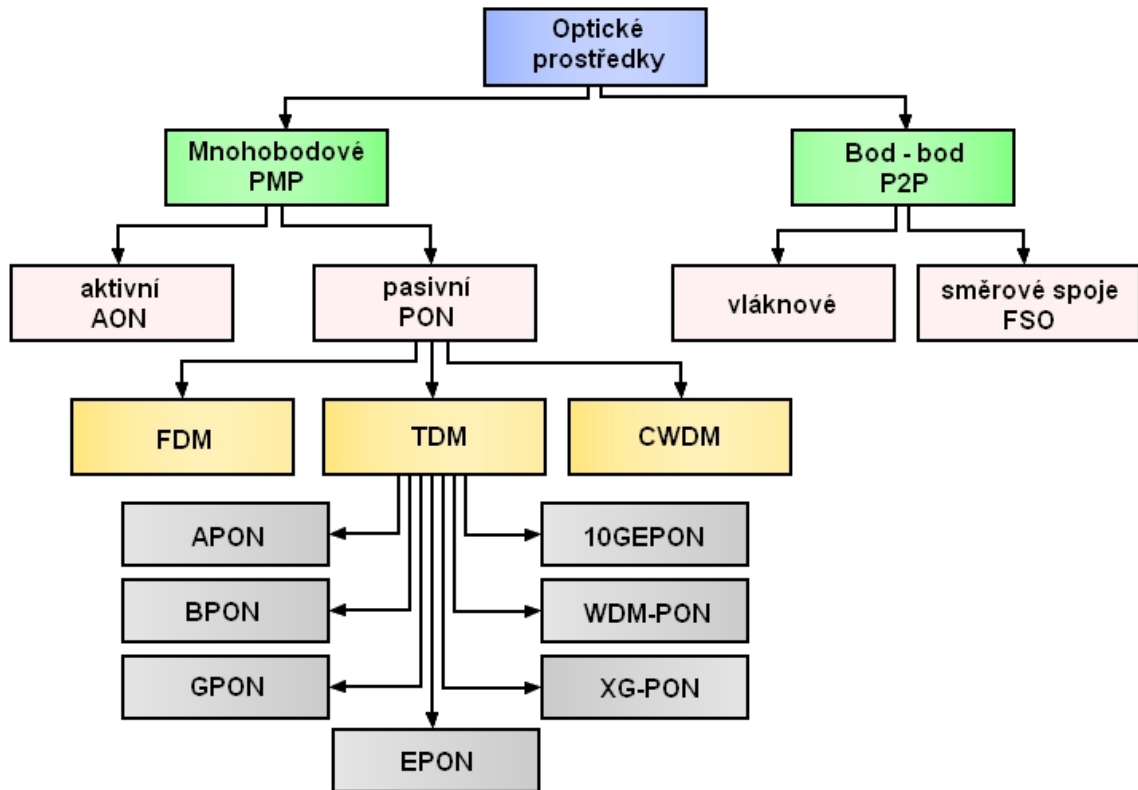 Optické
prostředky
Mnohobodové
PMP
Bod - bod
P2P
aktivní
AON
pasivní
PON
vláknové
směrové spoje
FSO
FDM
TDM
CWDM
APON
10GEPON
BPON
WDM-PON
GPON
XG-PON
EPON